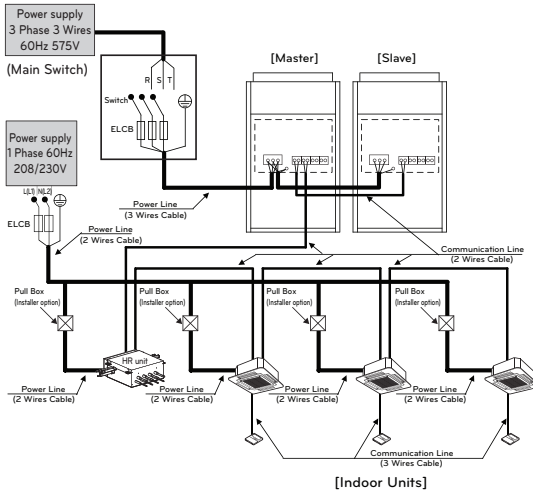 Power supply
3 Phase 3 Wires
60Hz 575V
(Main Switch)
[Master]
[Slave]
R S T
Switch
ELCB
Power supply
1 Phase 60Hz
208/230V
L(L1) N(L2)
ELCB
Power Line
(2 Wires Cable)
Power Line
(3 Wires Cable)
Communication Line
(2 Wires Cable)
Pull Box
(Installer option)
Pull Box
(Installer option)
Pull Box
(Installer option)
Pull Box
(Installer option)
HR unit
Power Line
(2 Wires Cable)
Power Line
(2 Wires Cable)
Power Line
(2 Wires Cable)
Power Line
(2 Wires Cable)
Communication Line
(3 Wires Cable)
[Indoor Units]